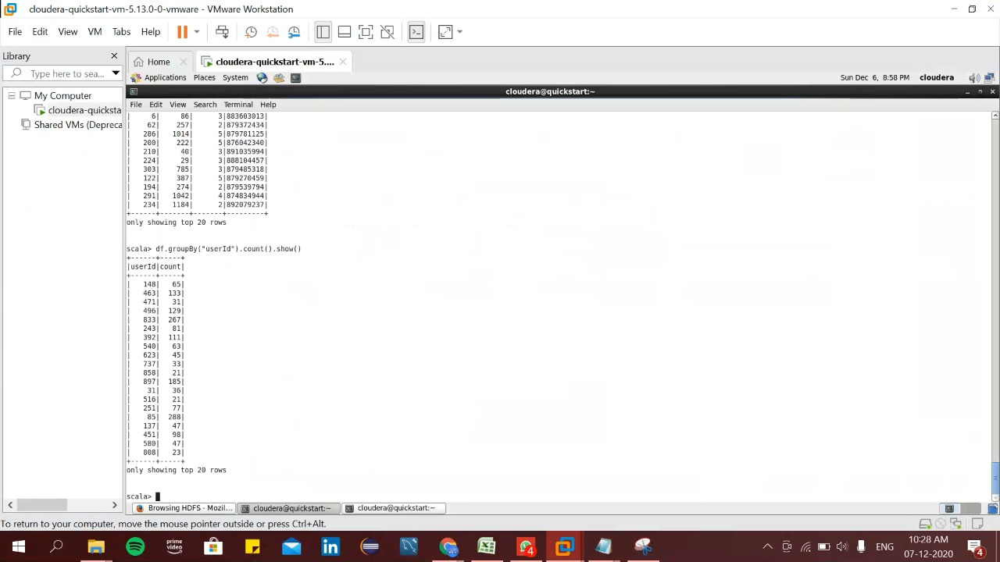 cloudera-quickstart-vm-5.13.0-0-vmware - VMware Workstation
File Edit View VM Tabs Help
Library
Type here to sea...
Home
cloudera-quickstart-vm-5....
My Computer
cloudera-quicksta
Shared VMs (Depreca
Applications Places System
Sun Dec 6, 8:58 PM cloudera
cloudera@quickstart:~
File Edit View Search Terminal Help
| 6| 86| 3|883603013|
| 62| 257| 2|879372434|
| 286| 1014| 5|879781125|
| 200| 222| 5|876042340|
| 210| 40| 3|891035994|
| 224| 29| 3|888104457|
| 303| 785| 3|879485318|
| 122| 387| 5|879270459|
| 194| 274| 2|879539794|
| 291| 1042| 4|874834944|
| 234| 1184| 2|892079237|
+------+-------+-------+---------+
only showing top 20 rows
scala> df.groupBy("userId").count().show()
+------+-----+
|userId|count|
+------+-----+
| 148| 65|
| 463| 133|
| 471| 31|
| 496| 129|
| 833| 267|
| 243| 81|
| 392| 111|
| 540| 63|
| 623| 45|
| 737| 33|
| 858| 21|
| 897| 185|
| 31| 36|
| 516| 21|
| 251| 77|
| 85| 288|
| 137| 47|
| 451| 98|
| 580| 47|
| 808| 23|
+------+-----+
only showing top 20 rows
scala>
Browsing HDFS - Mozil...
cloudera@quickstart:~
cloudera@quickstart:~
To return to your computer, move the mouse pointer outside or press Ctrl+Alt.
prime video
4
ENG
10:28 AM
07-12-2020
4